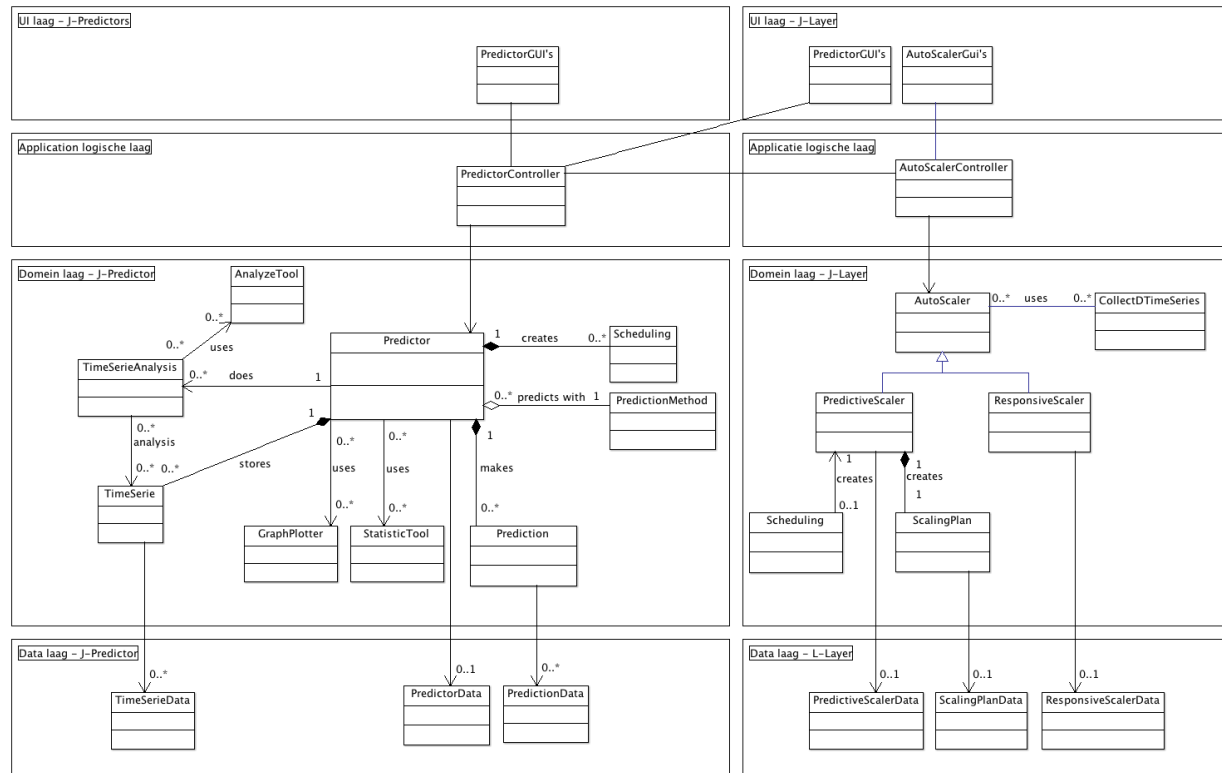 UI laag - J-Predictors
PredictorGUI's
UI laag - J-Layer
PredictorGUI's
AutoScalerGui's
Application logische laag
PredictorController
Applicatie logische laag
AutoScalerController
Domein laag - J-Predictor
AnalyzeTool
0..*
0..*
uses
TimeSerieAnalysis
0..*
does
1
Predictor
1
creates
0..*
Scheduling
0..*
predicts with
1
PredictionMethod
0..*
analysis
0..*
0..*
stores
1
TimeSerie
0..*
uses
0..*
0..*
uses
0..*
1
makes
0..*
GraphPlotter
StatisticTool
Prediction
Domein laag - J-Layer
AutoScaler
0..*
uses
0..*
CollectDTimeSeries
PredictiveScaler
ResponsiveScaler
1
creates
0..1
1
creates
1
Scheduling
ScalingPlan
Data laag - J-Predictor
0..*
TimeSerieData
0..1
PredictorData
0..*
PredictionData
Data laag - L-Layer
0..1
PredictiveScalerData
0..1
ScalingPlanData
0..1
ResponsiveScalerData